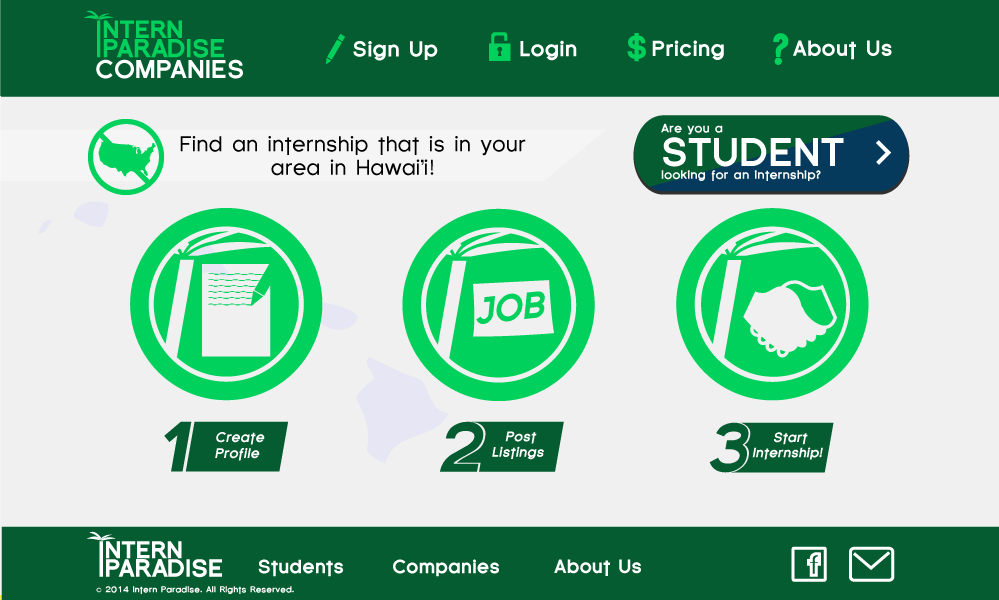 INTERN
PARADISE
COMPANIES
Sign Up
Login
Pricing
About Us
Find an internship that is in your
area in Hawai'i!
Are you a
STUDENT
looking for an internship?
JOB
1 Create
Profile
2 Post
Listings
3 Start
Internship!
INTERN
PARADISE
Students
Companies
About Us
© 2014 Intern Paradise. All Rights Reserved.